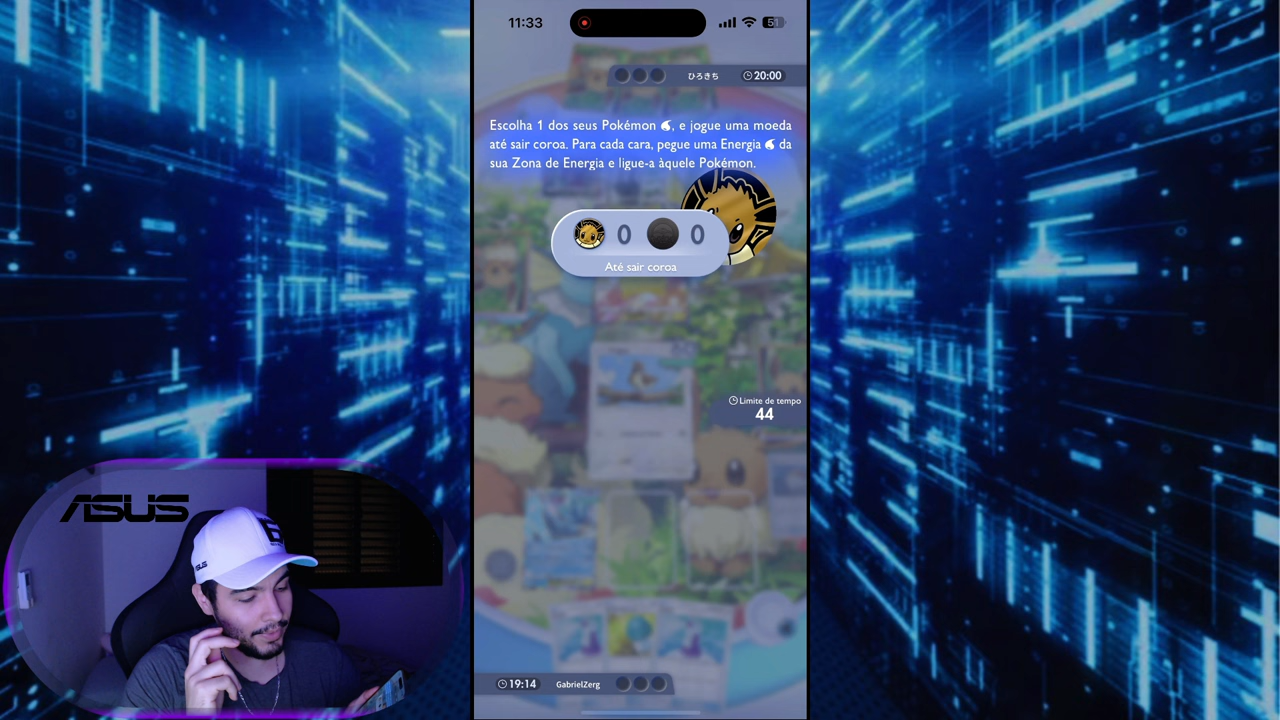 11:33
51
ひろきち
20:00
Escolha 1 dos seus Pokémon , e jogue uma moeda
até sair coroa. Para cada cara, pegue uma Energia da
sua Zona de Energia e ligue-a àquele Pokémon.
0 0
Até sair coroa
Limite de tempo
44
ASUS
19:14
GabrielZerg